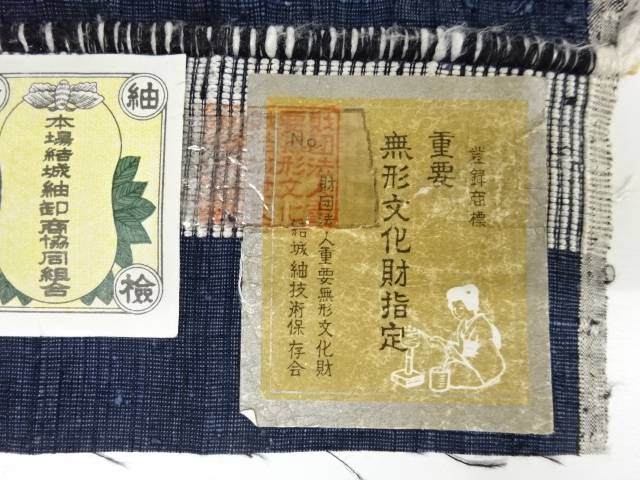 登録商標
重要
無形文化財指定
No.
財団法人重要無形文化財
結城紬技術保存会
紬
本場結城紬卸商協同組合
檢